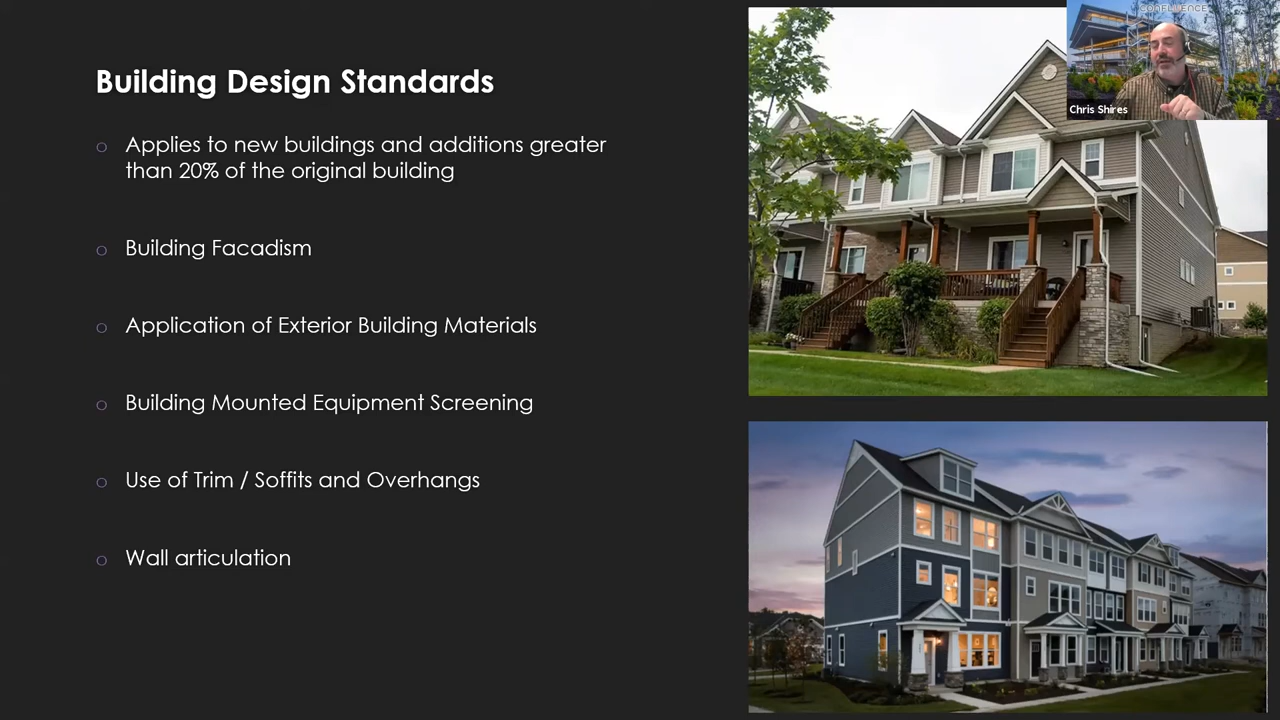 Building Design Standards
Applies to new buildings and additions greater
than 20% of the original building
Building Facadism
Application of Exterior Building Materials
Building Mounted Equipment Screening
Use of Trim / Soffits and Overhangs
Wall articulation
CONFLUENCE
Chris Shires